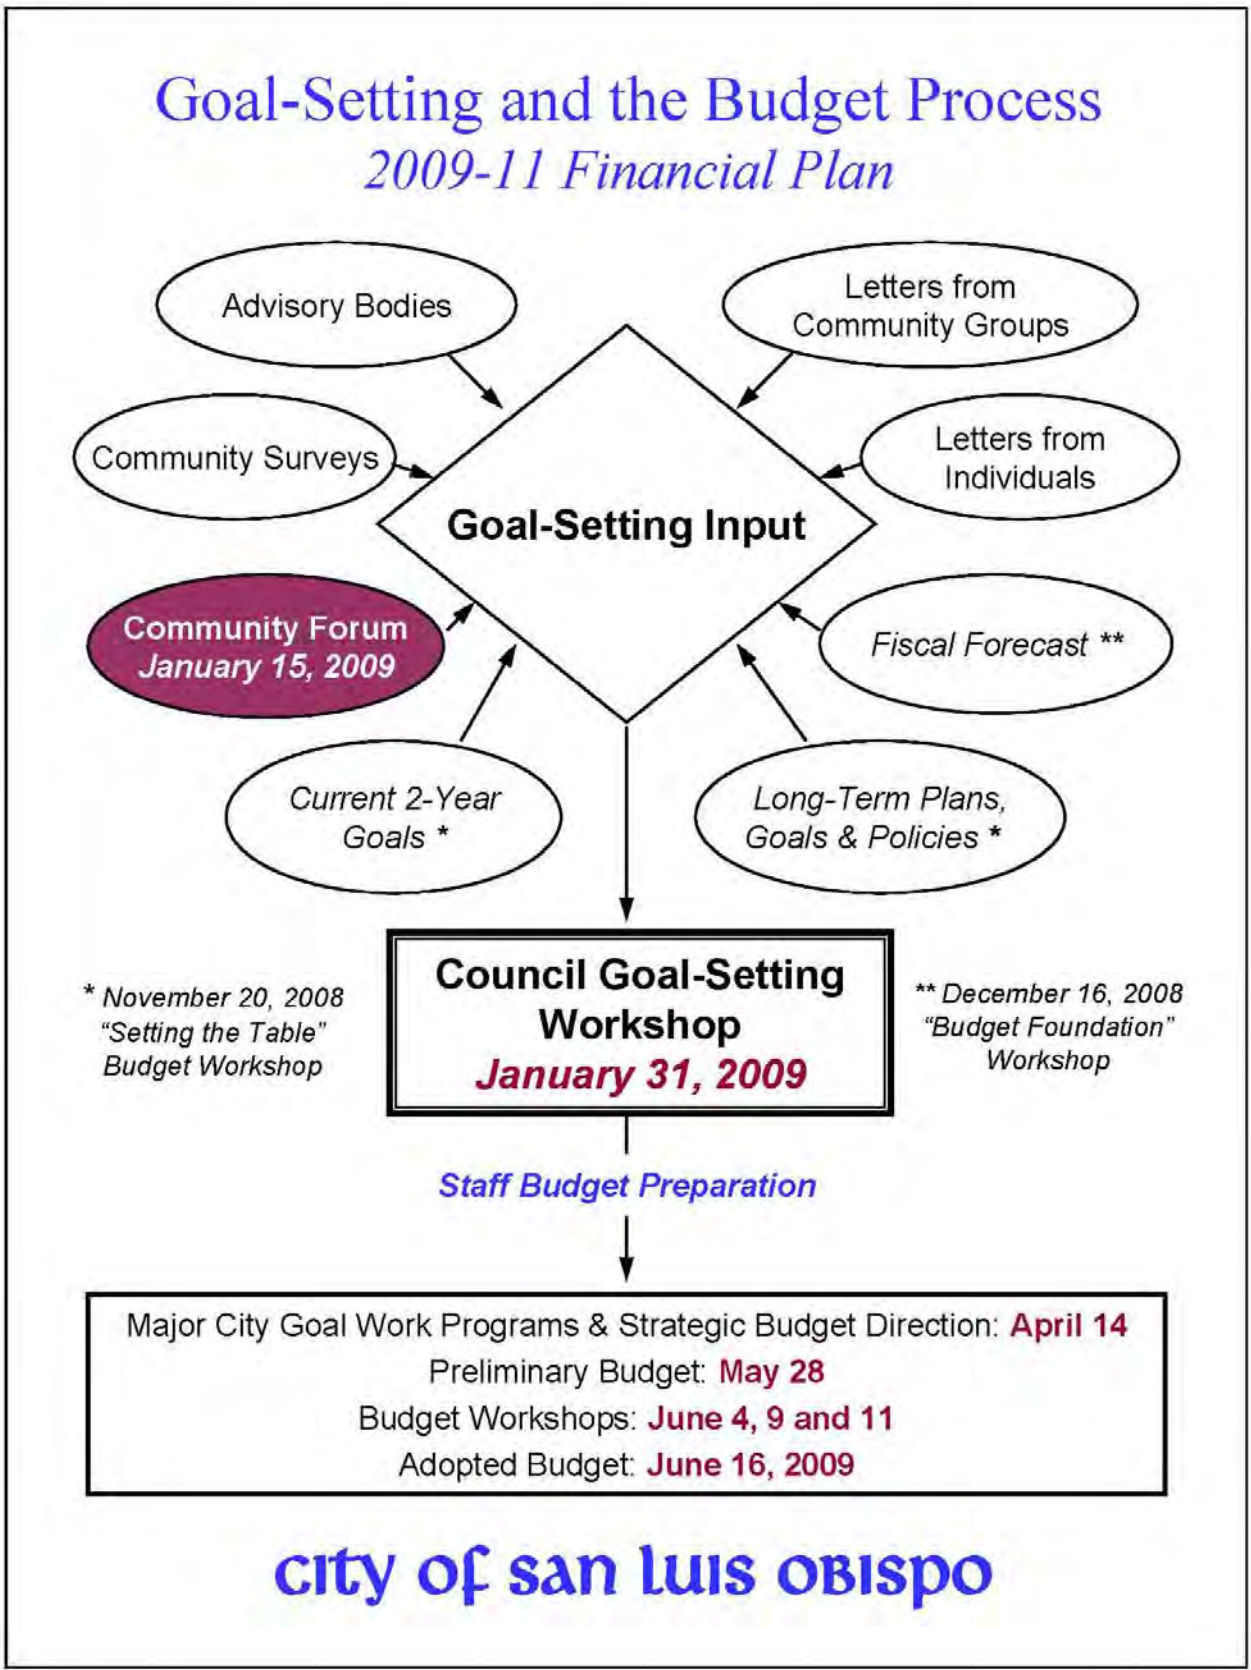 Goal-Setting and the Budget Process
2009-11 Financial Plan
Advisory Bodies
Letters from
Community Groups
Community Surveys
Letters from
Individuals
Goal-Setting Input
Community Forum
January 15, 2009
Fiscal Forecast **
Current 2-Year
Goals *
Long-Term Plans,
Goals & Policies *
* November 20, 2008
“Setting the Table”
Budget Workshop
Council Goal-Setting
Workshop
January 31, 2009
** December 16, 2008
“Budget Foundation”
Workshop
Staff Budget Preparation
Major City Goal Work Programs & Strategic Budget Direction: April 14
Preliminary Budget: May 28
Budget Workshops: June 4, 9 and 11
Adopted Budget: June 16, 2009
city of san luis obispo